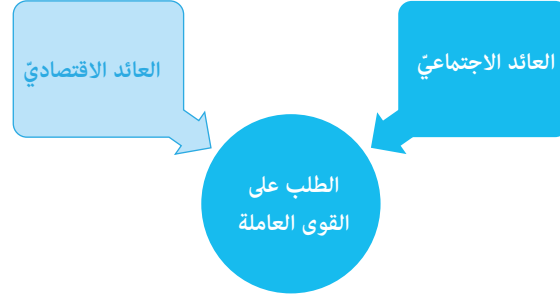 العائد الاجتماعيّ
العائد الاقتصاديّ
الطلب على
القوى العاملة